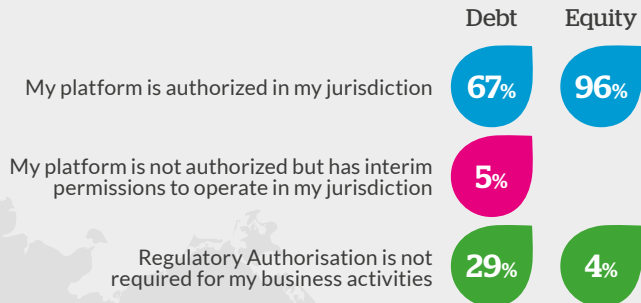 Debt Equity
My platform is authorized in my jurisdiction 67% 96%
My platform is not authorized but has interim
permissions to operate in my jurisdiction 5%
Regulatory Authorisation is not
required for my business activities 29% 4%